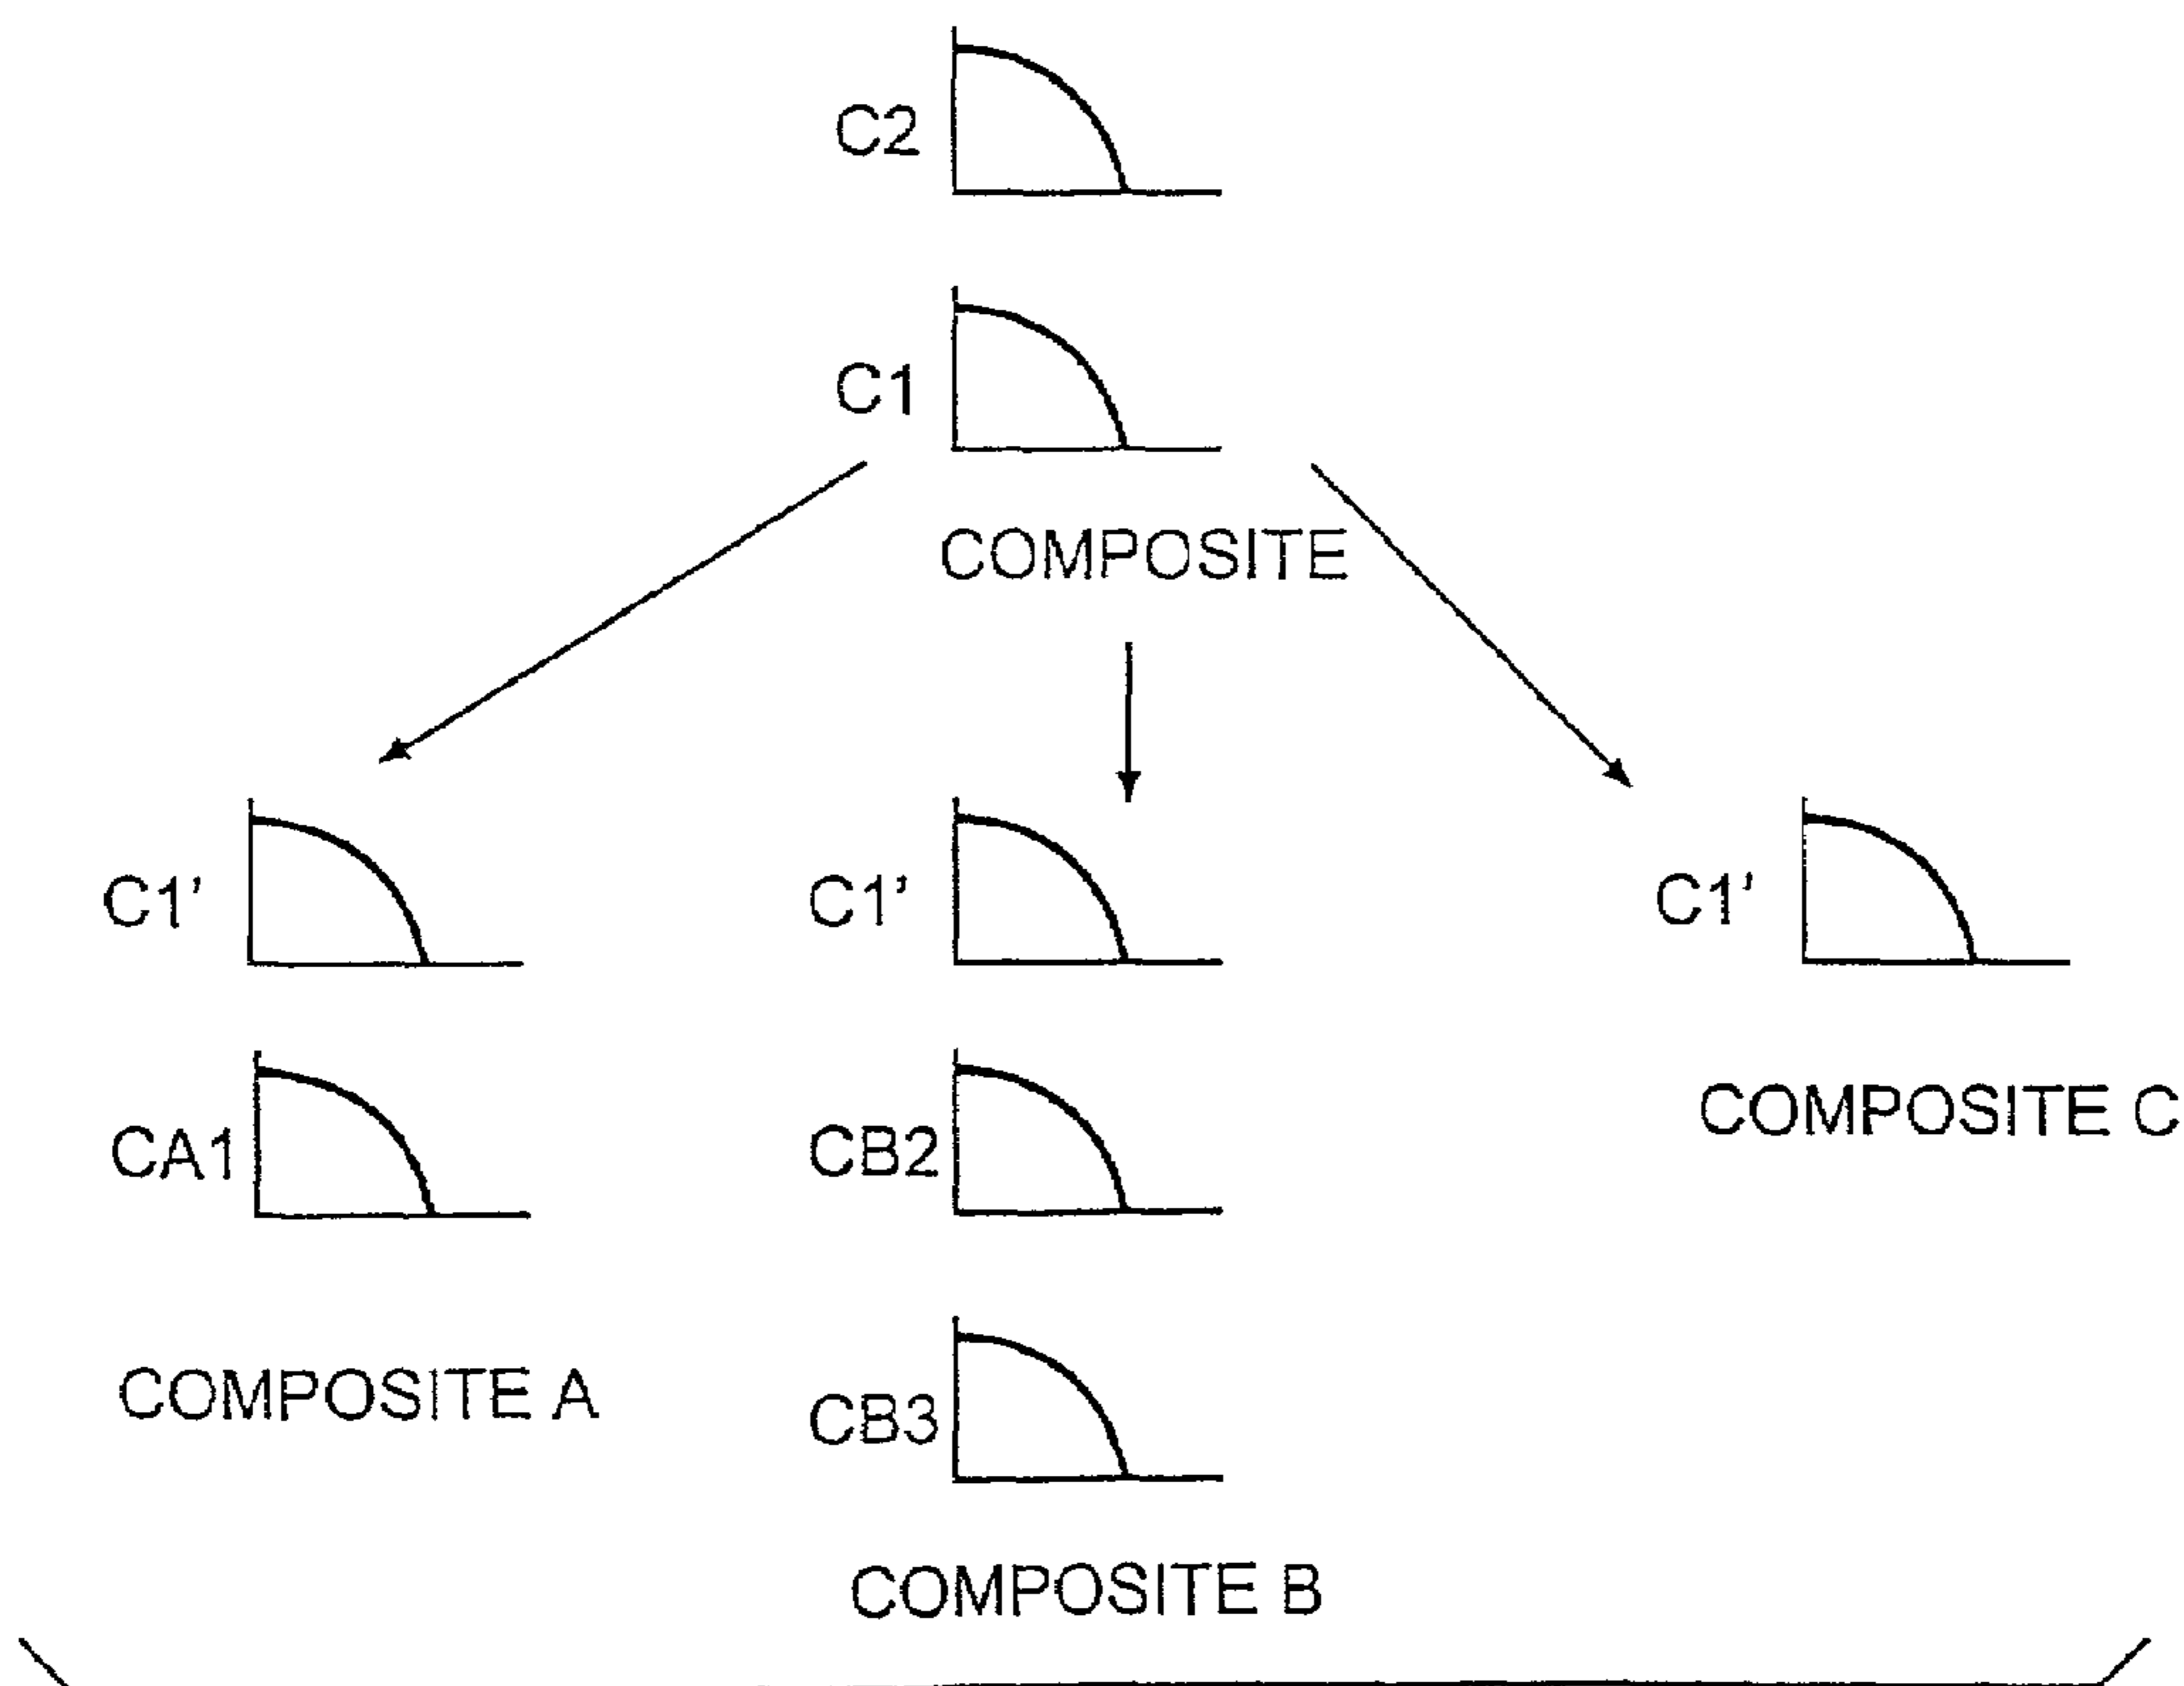 C2
C1
COMPOSITE
C1'
C1'
C1'
CA1
CB2
COMPOSITE C
COMPOSITE A
CB3
COMPOSITE B